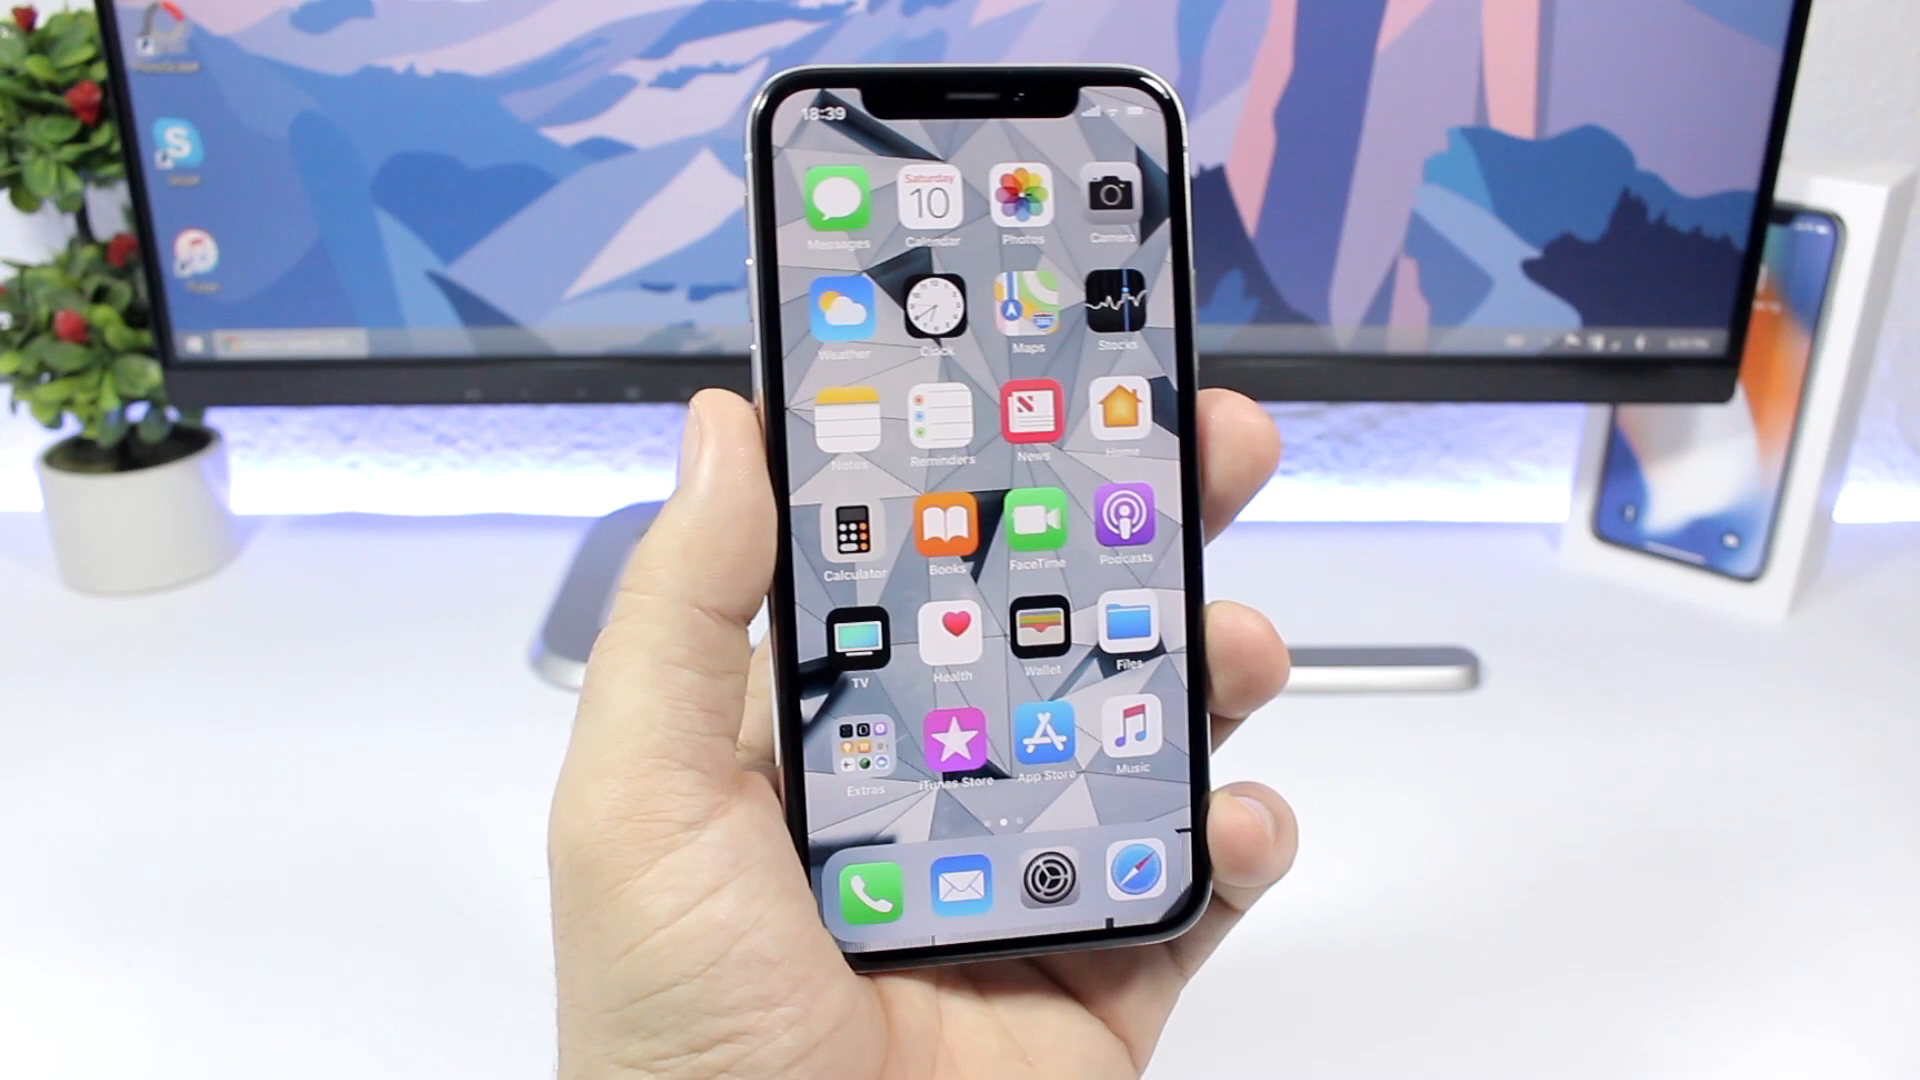 18:39
Saturday
10
Messages
Calendar
Photos
Camera
Weather
Clock
Maps
Stocks
Notes
Reminders
News
Home
Calculator
Books
FaceTime
Podcasts
TV
Health
Wallet
Files
Extras
iTunes Store
App Store
Music
Skype